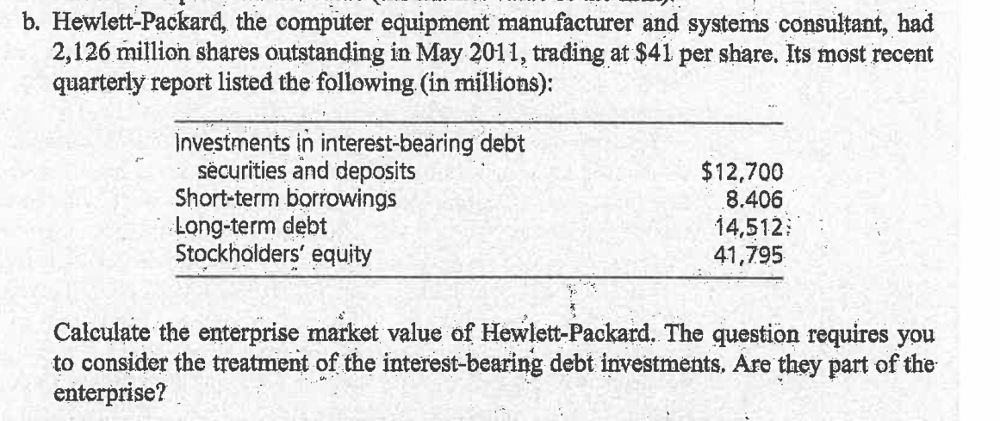 b. Hewlett-Packard, the computer equipment manufacturer and systems consultant, had
2,126 million shares outstanding in May 2011, trading at $41 per share. Its most recent
quarterly report listed the following (in millions):
Investments in interest-bearing debt
securities and deposits $12,700
Short-term borrowings 8.406
Long-term debt 14,512
Stockholders' equity 41,795
Calculate the enterprise market value of Hewlett-Packard. The question requires you
to consider the treatment of the interest-bearing debt investments. Are they part of the
enterprise?